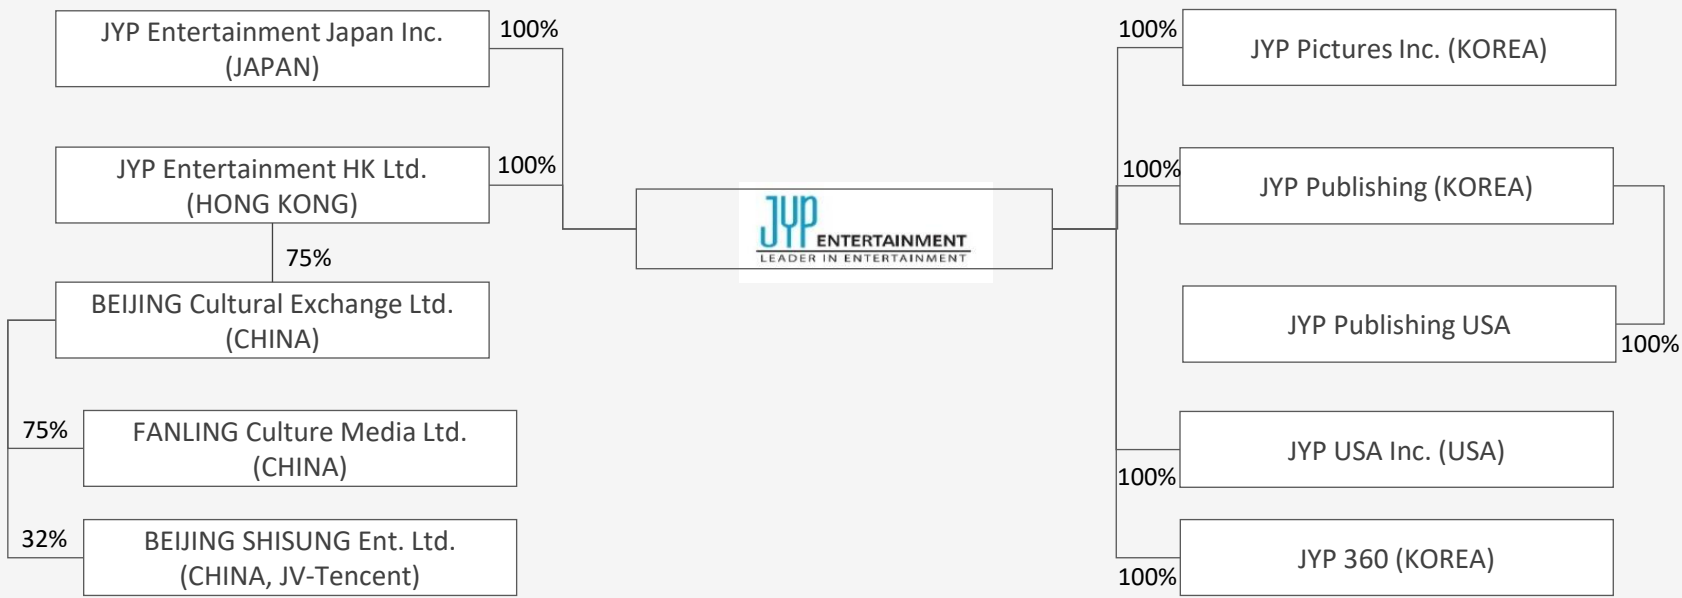 JYP Entertainment Japan Inc.
(JAPAN)
100%
JYP Entertainment HK Ltd.
(HONG KONG)
100%
75%
BEIJING Cultural Exchange Ltd.
(CHINA)
75%
FANLING Culture Media Ltd.
(CHINA)
32%
BEIJING SHISUNG Ent. Ltd.
(CHINA, JV-Tencent)
JYP
ENTERTAINMENT
LEADER IN ENTERTAINMENT
100%
JYP Pictures Inc. (KOREA)
100%
JYP Publishing (KOREA)
JYP Publishing USA
100%
JYP USA Inc. (USA)
100%
JYP 360 (KOREA)
100%